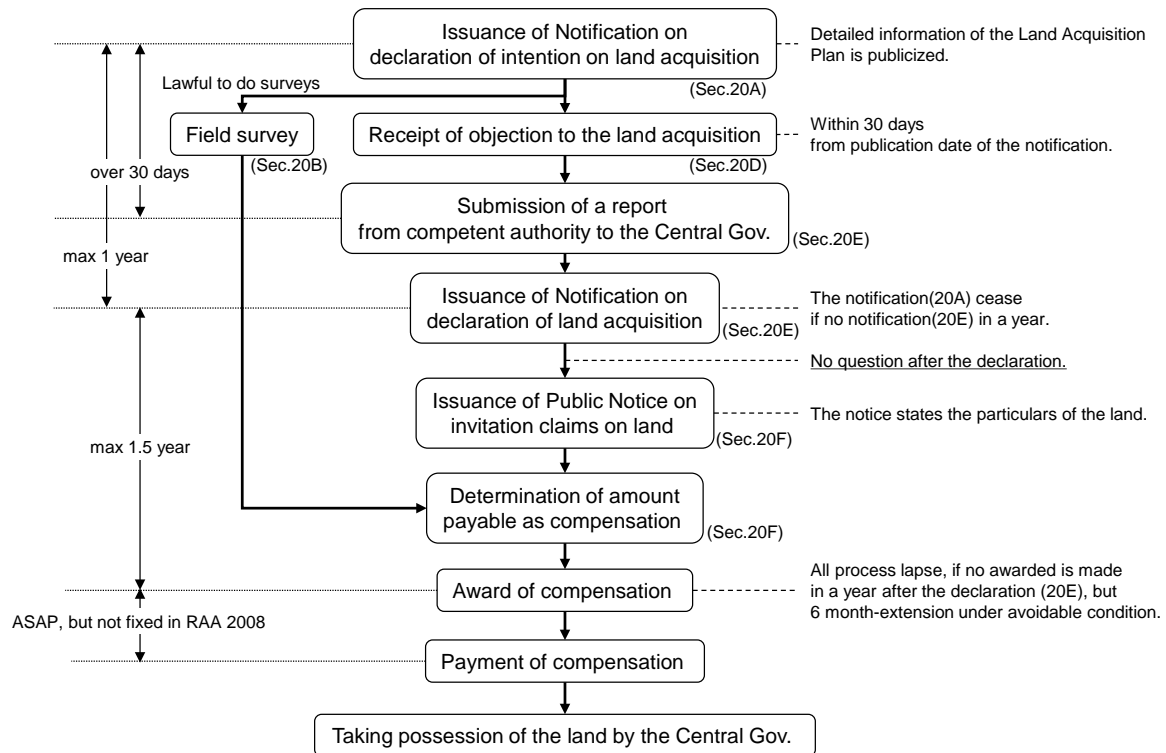 Issuance of Notification on
declaration of intention on land acquisition
(Sec.20A)
Detailed information of the Land Acquisition
Plan is publicized.
Lawful to do surveys
Field survey
(Sec.20B)
Receipt of objection to the land acquisition
(Sec.20D)
Within 30 days
from publication date of the notification.
over 30 days
Submission of a report
from competent authority to the Central Gov.
(Sec.20E)
max 1 year
Issuance of Notification on
declaration of land acquisition
(Sec.20E)
The notification(20A) cease
if no notification(20E) in a year.
No question after the declaration.
Issuance of Public Notice on
invitation claims on land
(Sec.20F)
The notice states the particulars of the land.
max 1.5 year
Determination of amount
payable as compensation
(Sec.20F)
Award of compensation
All process lapse, if no awarded is made
in a year after the declaration (20E), but
6 month-extension under avoidable condition.
ASAP, but not fixed in RAA 2008
Payment of compensation
Taking possession of the land by the Central Gov.